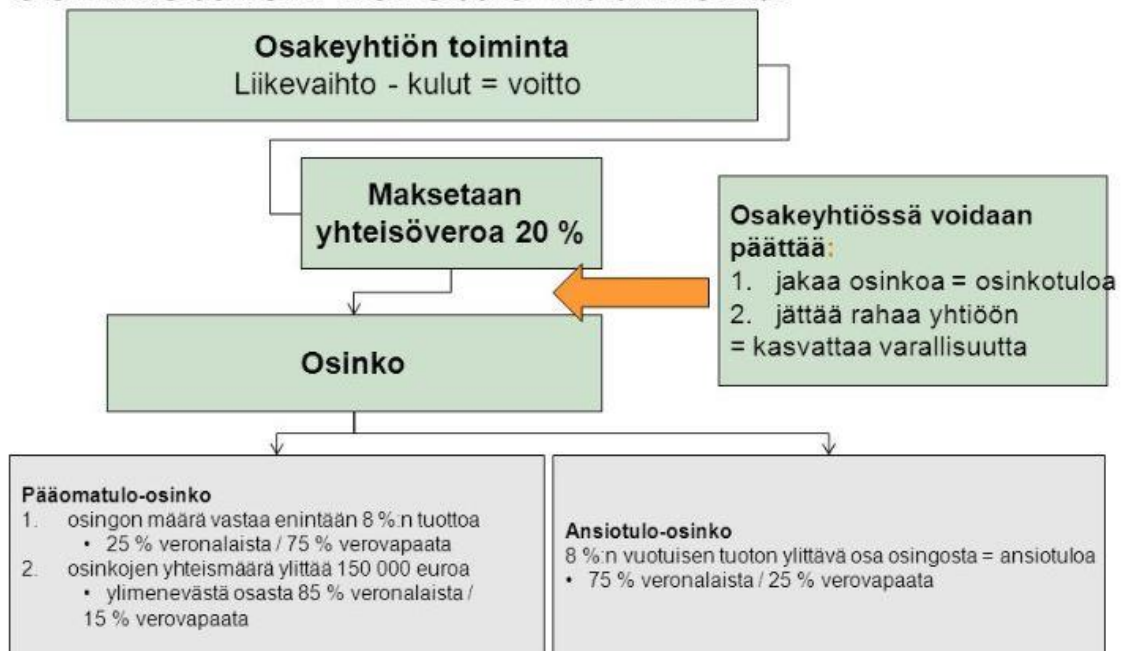 Osakeyhtiön toiminta
Liikevaihto - kulut = voitto
Maksetaan
yhteisöveroa 20 %
Osakeyhtiössä voidaan
päättää:
1. jakaa osinkoa = osinkotuloa
2. jättää rahaa yhtiöön
= kasvattaa varallisuutta
Osinko
Pääomatulo-osinko
1. osingon määrä vastaa enintään 8 %:n tuottoa
• 25 % veronalaista / 75 % verovapaata
2. osinkojen yhteismäärä ylittää 150 000 euroa
• ylimenevästä osasta 85 % veronalaista /
15 % verovapaata
Ansiotulo-osinko
8 %:n vuotuisen tuoton ylittävä osa osingosta = ansiotuloa
• 75 % veronalaista / 25 % verovapaata